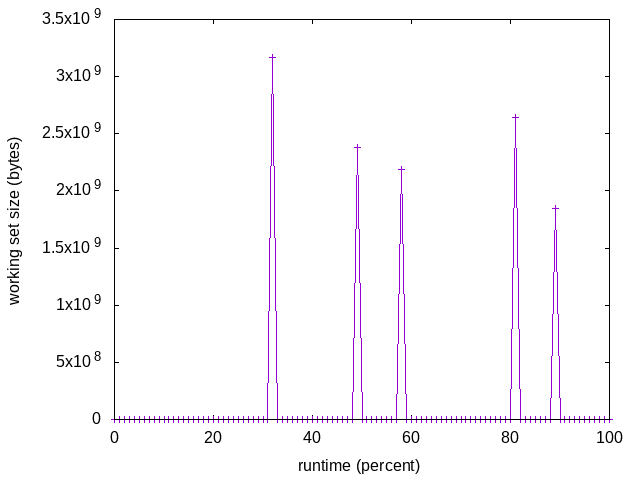 3.5x10^9
3x10^9
2.5x10^9
2x10^9
1.5x10^9
1x10^9
5x10^8
0
working set size (bytes)
0 20 40 60 80 100
runtime (percent)